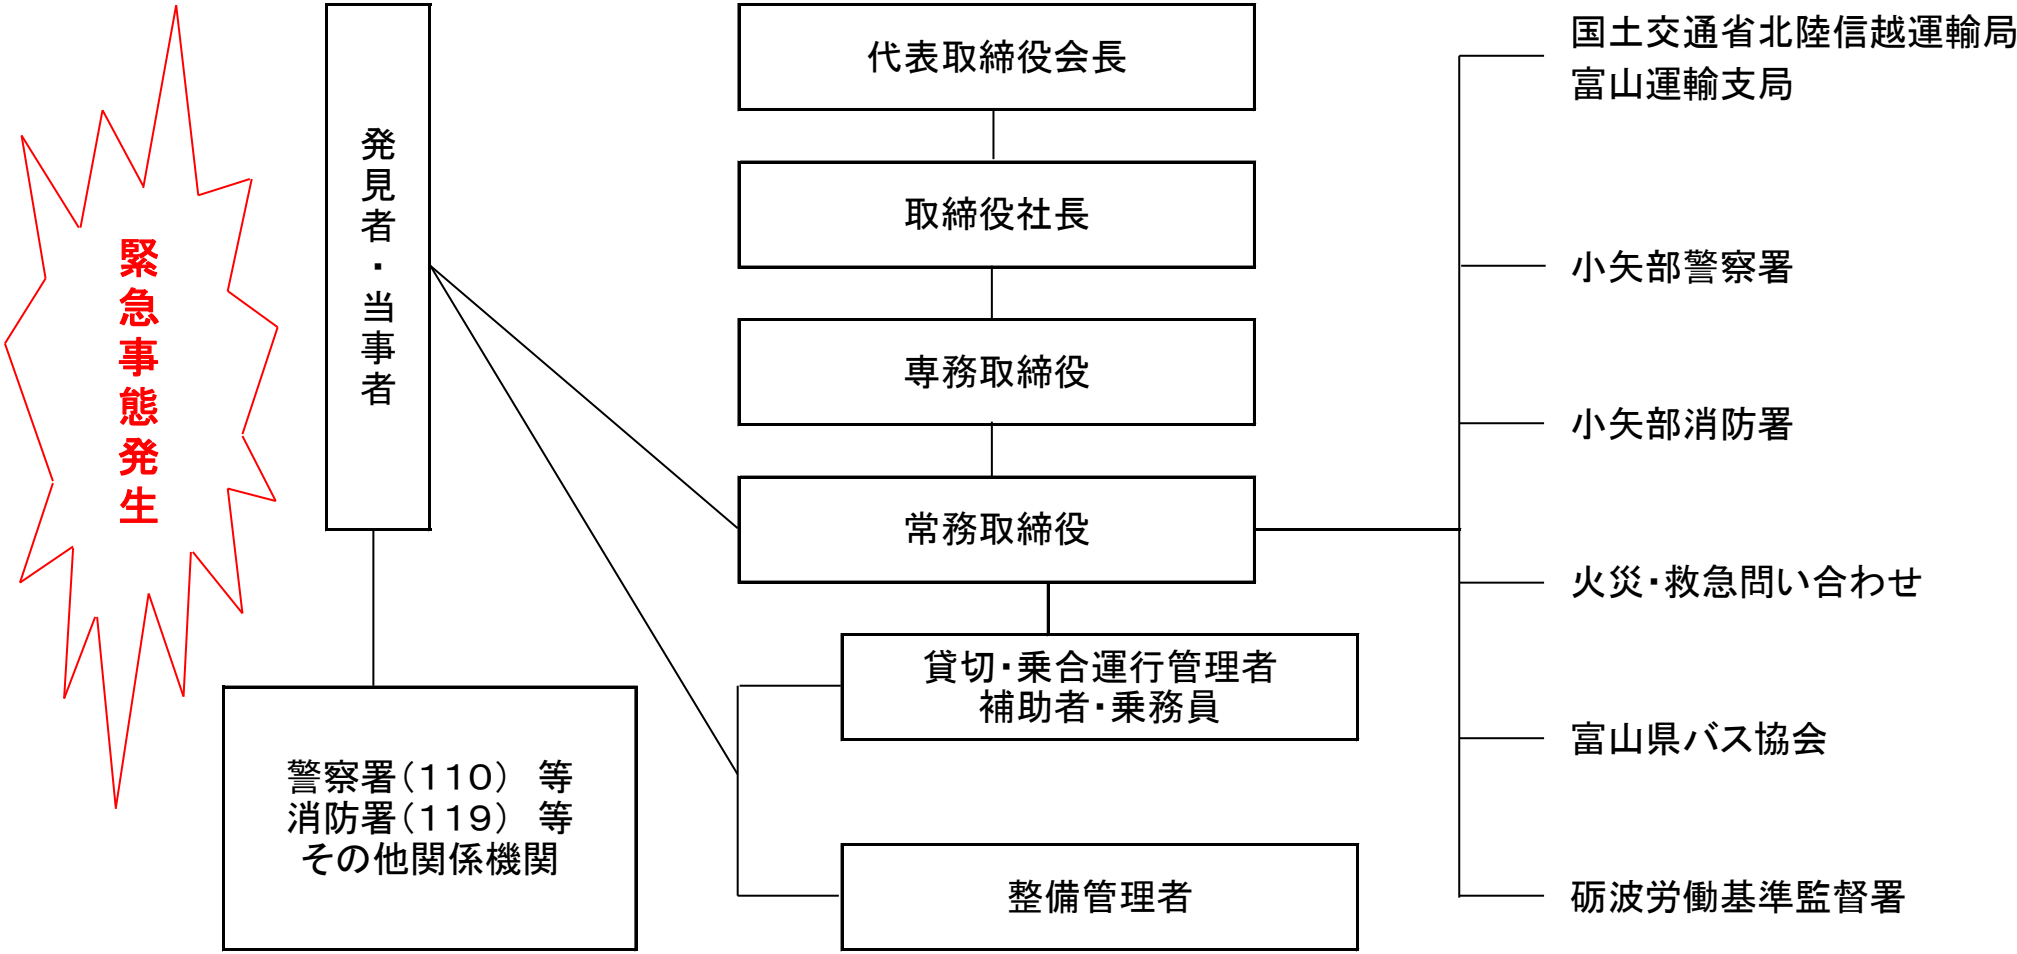 緊急事態発生
発見者・当事者
警察署（１１０） 等
消防署（１１９） 等
その他関係機関
代表取締役会長
取締役社長
専務取締役
常務取締役
貸切・乗合運行管理者
補助者・乗務員
整備管理者
国土交通省北陸信越運輸局
富山運輸支局
小矢部警察署
小矢部消防署
火災・救急問い合わせ
富山県バス協会
砺波労働基準監督署